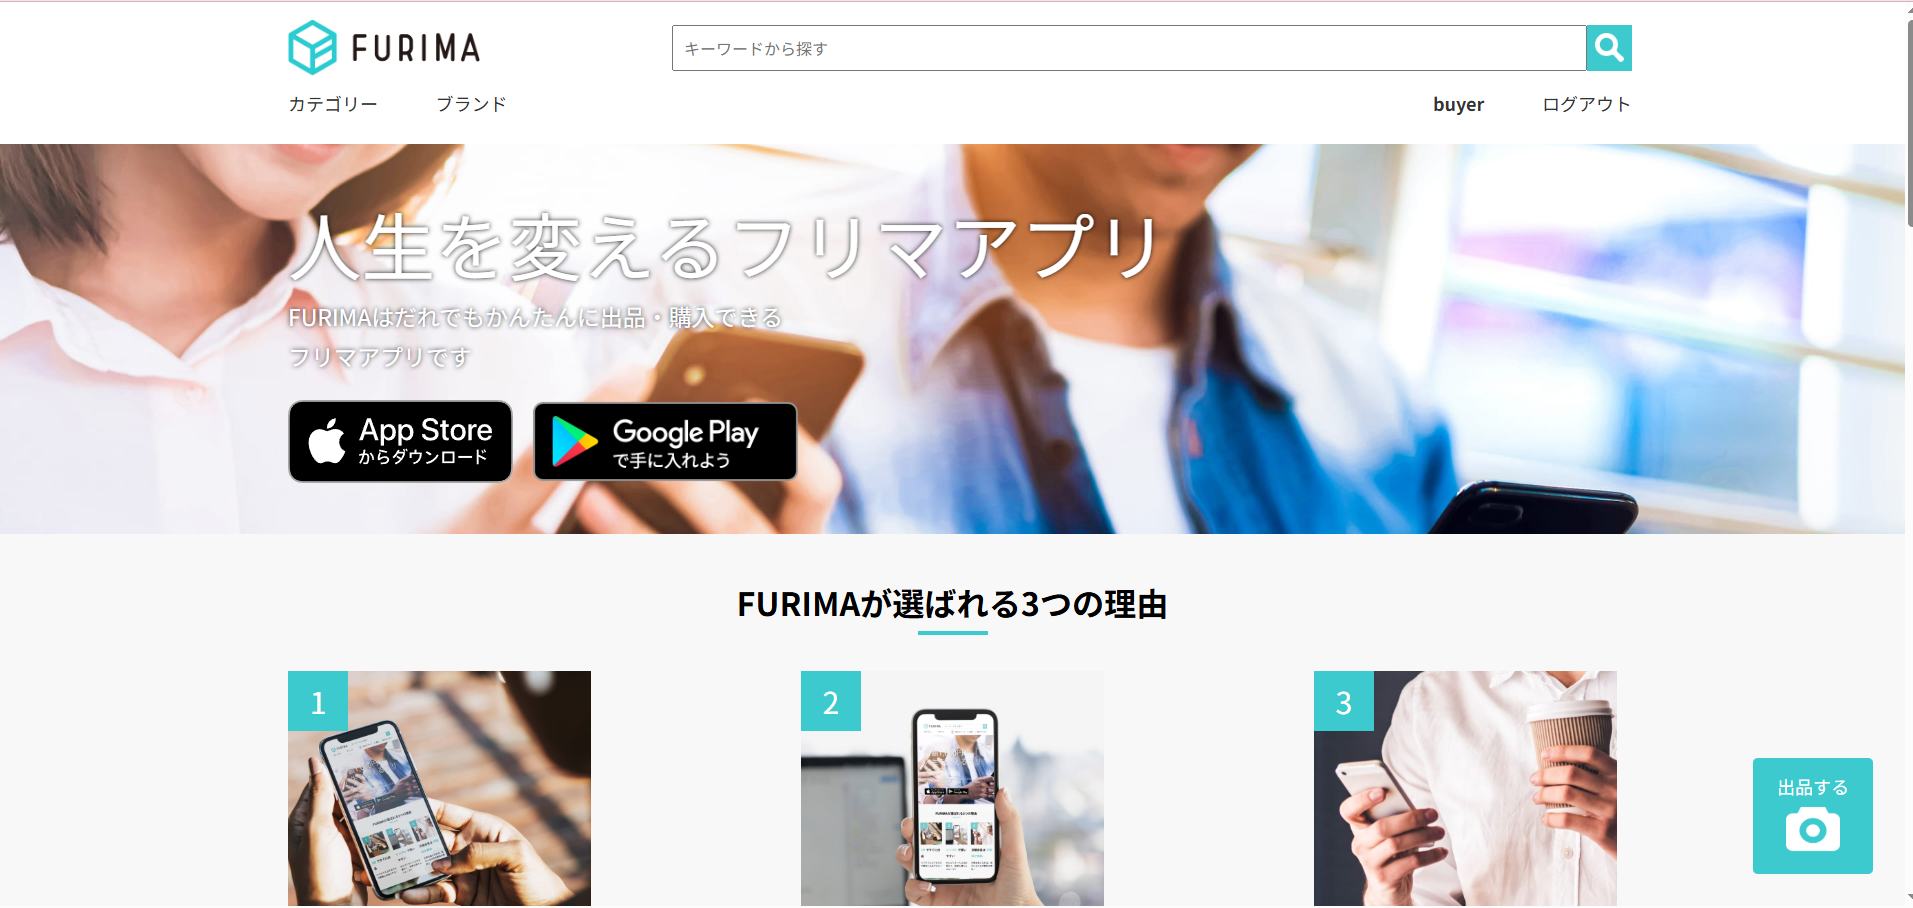 FURIMA
キーワードから探す
カテゴリー
ブランド
buyer
ログアウト
人生を変えるフリマアプリ
FURIMAはだれでもかんたんに出品・購入できる
フリマアプリです
App Store
からダウンロード
Google Play
で手に入れよう
FURIMAが選ばれる3つの理由
1
2
3
出品する